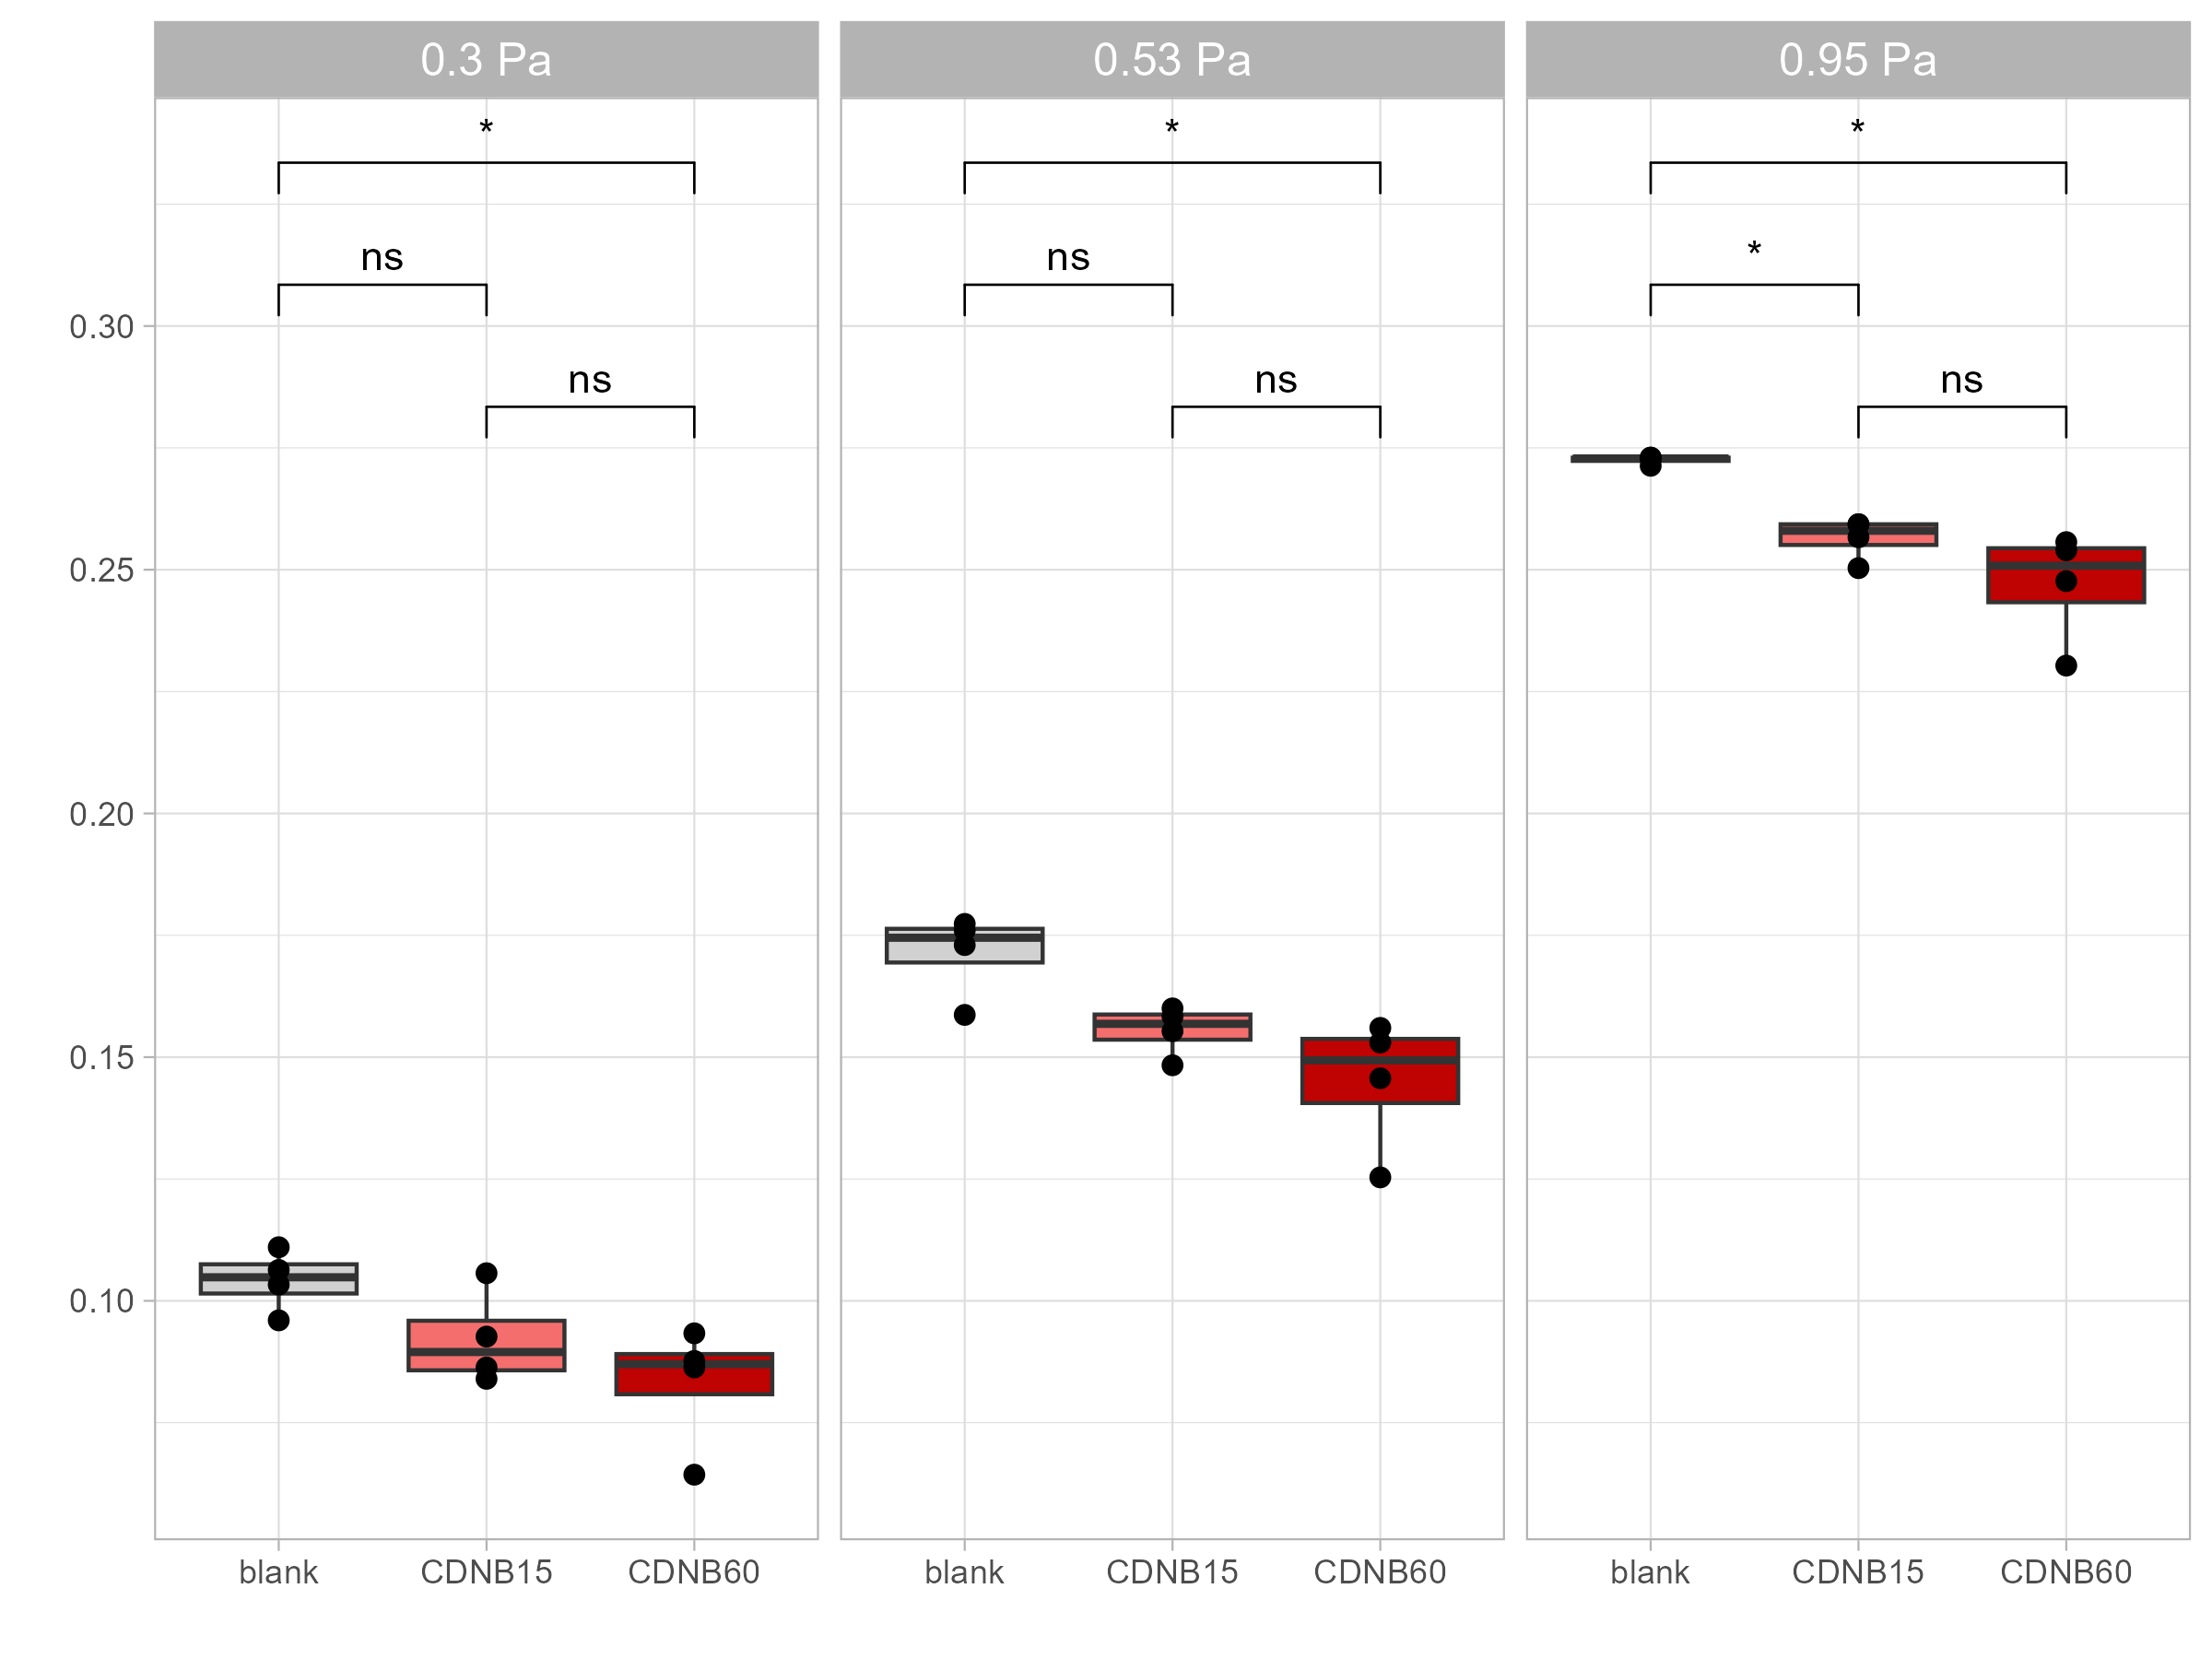 0.3 Pa 0.53 Pa 0.95 Pa
* * *
ns ns *
0.30
ns ns ns
0.25
0.20
0.15
0.10
blank CDNB15 CDNB60 blank CDNB15 CDNB60 blank CDNB15 CDNB60